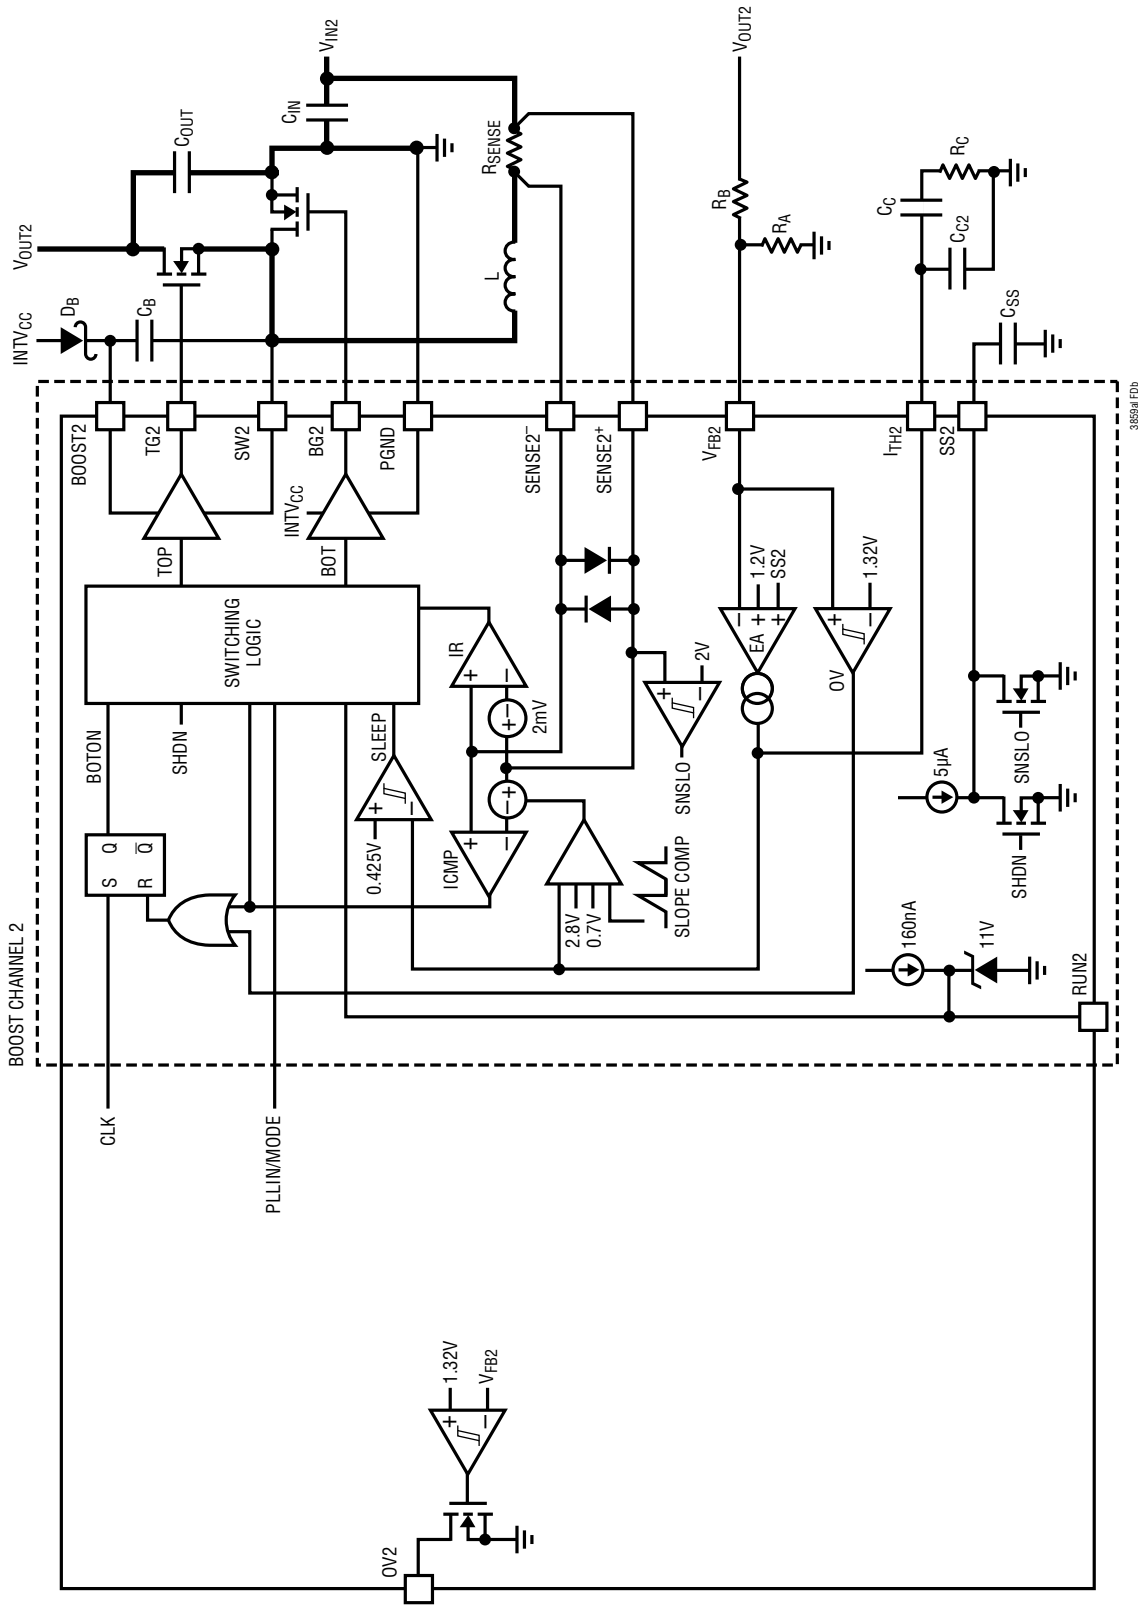 INTVCC
VOUT2
DB
CB
COUT
CIN
VIN2
RSENSE
L
VOUT2
RB
RA
CC
RC
CC2
CSS
BOOST2
TG2
SW2
BG2
PGND
SENSE2–
SENSE2+
VFB2
ITH2
SS2
3859al FDb
INTVCC
TOP
BOT
SWITCHING
LOGIC
BOTON
SHDN
SLEEP
IR
+
–
–
+
2mV
+
–
0.425V
ICMP
+
–
+
–
2.8V
0.7V
SLOPE COMP
SNSLO
+
–
2V
–
+
+
EA
1.2V
SS2
+
–
OV
1.32V
S Q
R Q̅
5µA
SNSLO
SHDN
160nA
11V
RUN2
BOOST CHANNEL 2
CLK
PLLIN/MODE
1.32V
VFB2
+
–
OV2